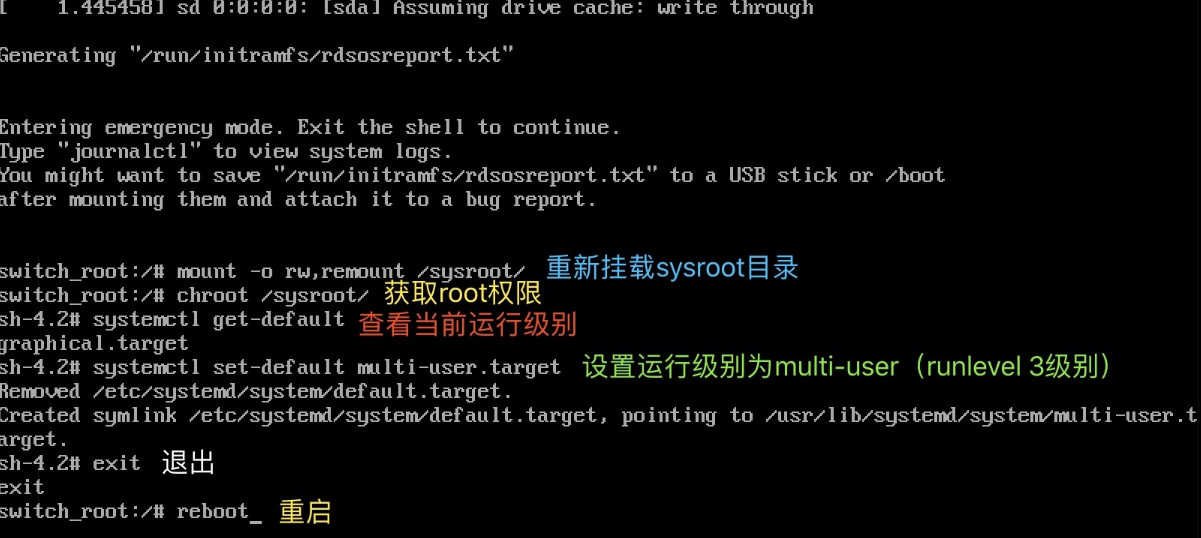 [    1.445458] sd 0:0:0:0: [sda] Assuming drive cache: write through
Generating "/run/initramfs/rdsosreport.txt"
Entering emergency mode. Exit the shell to continue.
Type "journalctl" to view system logs.
You might want to save "/run/initramfs/rdsosreport.txt" to a USB stick or /boot
after mounting them and attach it to a bug report.
switch_root:/# mount -o rw,remount /sysroot/ 重新挂载sysroot目录
switch_root:/# chroot /sysroot/ 获取root权限
sh-4.2# systemctl get-default 查看当前运行级别
graphical.target
sh-4.2# systemctl set-default multi-user.target 设置运行级别为multi-user（runlevel 3级别）
Removed /etc/systemd/system/default.target.
Created symlink /etc/systemd/system/default.target, pointing to /usr/lib/systemd/system/multi-user.t
arget.
sh-4.2# exit 退出
exit
switch_root:/# reboot_ 重启